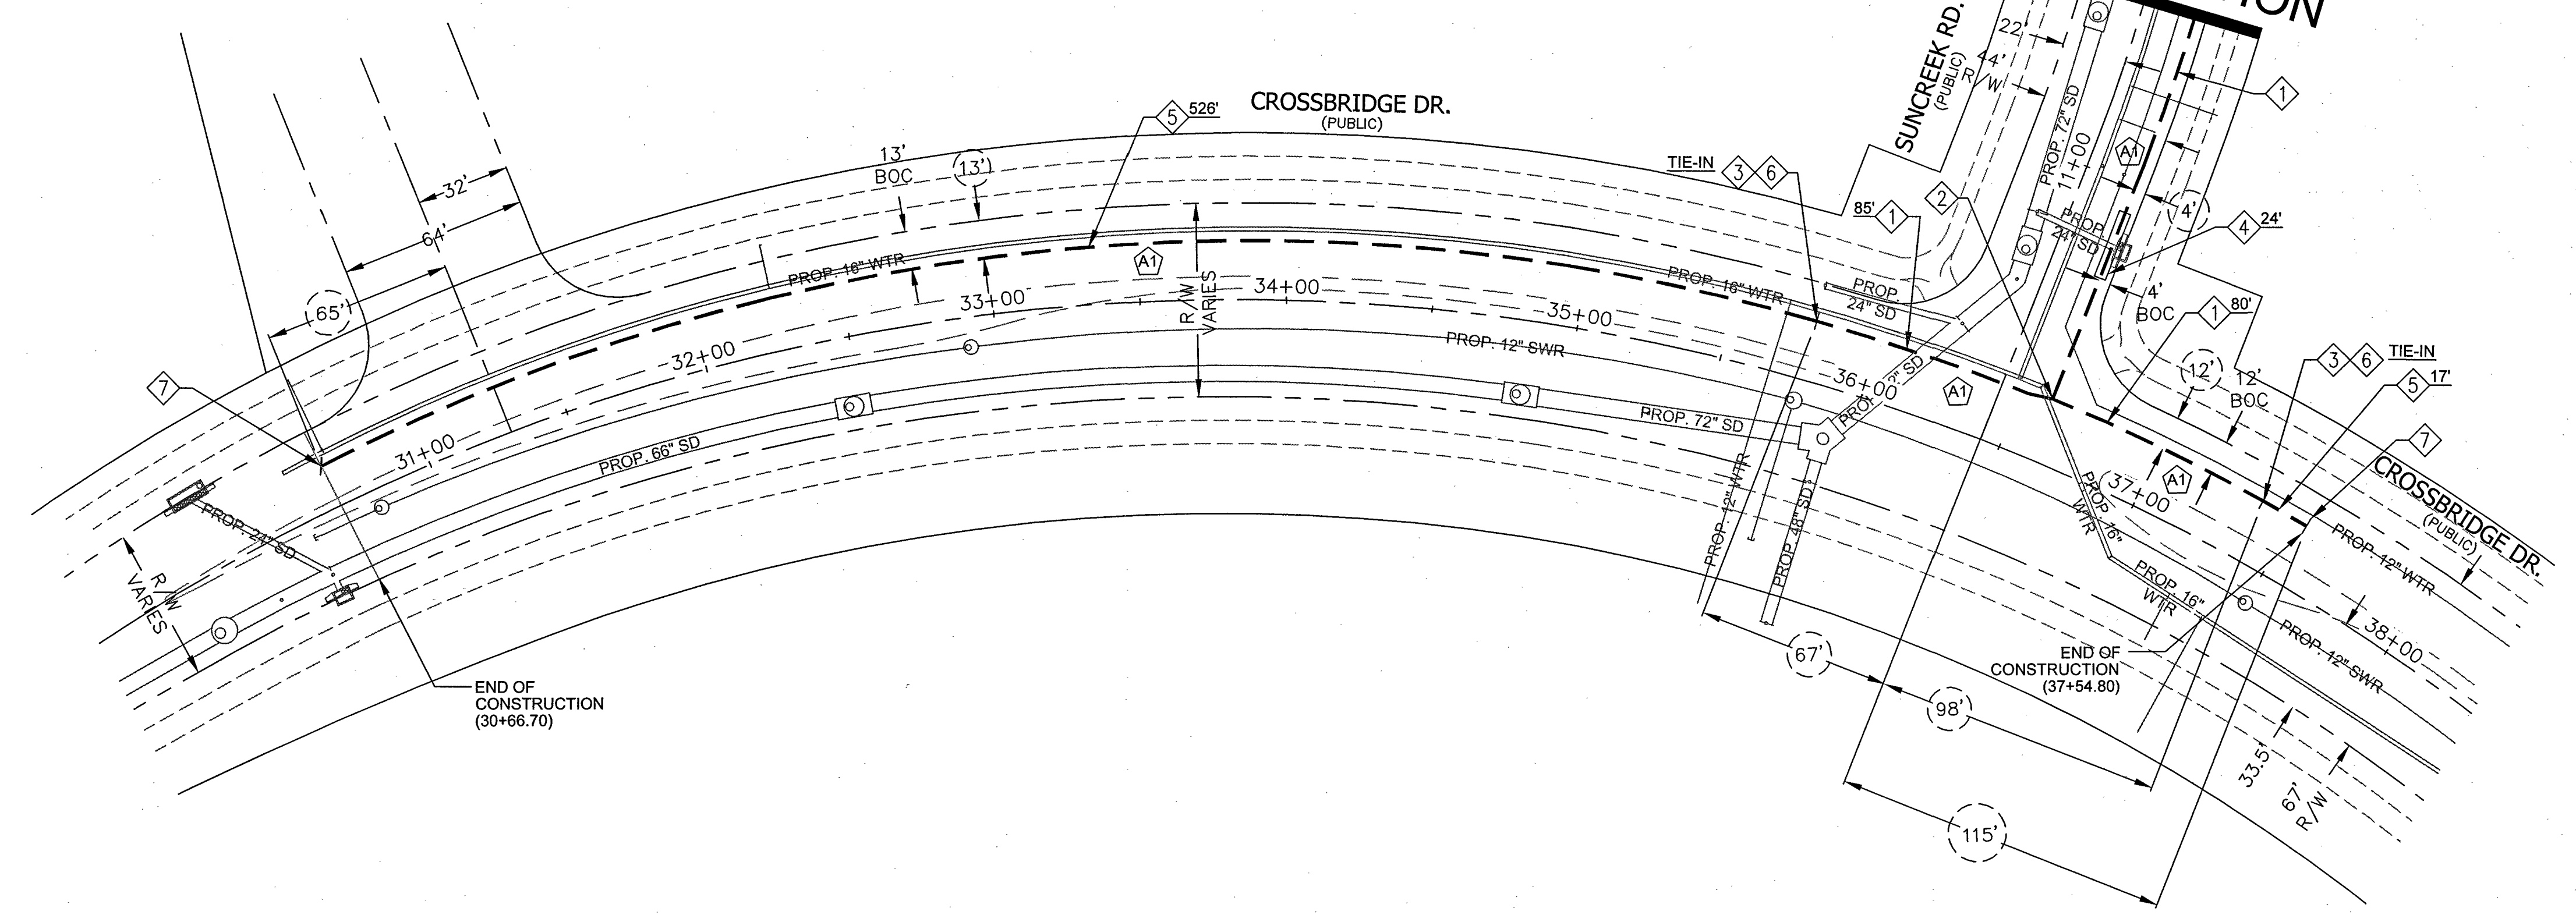 SUNCREEK RD.
(PUBLIC)
22'
44'
R/W
PROP. 72" SD
11+00
1
A1
4'
4
24'
PROP.
24" SD
4'
BOC
1
80'
12'
12'
BOC
3
6
TIE-IN
5
17'
7
CROSSBRIDGE DR.
(PUBLIC)
5
526'
13'
BOC
13'
TIE-IN
3
6
85'
1
2
32'
64'
65'
7
PROP. 16" WTR
A1
R/W
VARIES
PROP. 16" WTR
PROP.
24" SD
31+00
32+00
33+00
34+00
35+00
36+00
37+00
38+00
A1
A1
PROP. 12" SWR
PROP. 66" SD
PROP. 72" SD
PROP. 24" SD
R/W
VARIES
END OF
CONSTRUCTION
(30+66.70)
PROP. 12" WTR
PROP. 48" SD
PROP. 16"
WTR
PROP. 16"
WTR
PROP. 12" WTR
PROP. 12" SWR
CROSSBRIDGE DR.
(PUBLIC)
67'
98'
115'
END OF
CONSTRUCTION
(37+54.80)
33.5'
67'
R/W